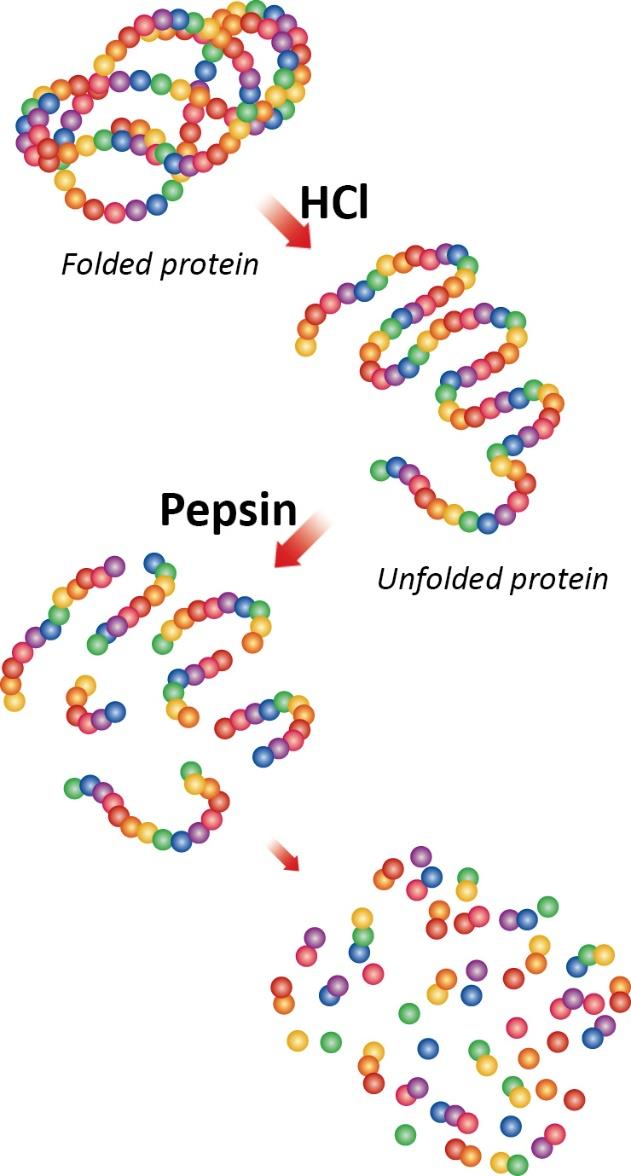 HCl
Folded protein
Pepsin
Unfolded protein